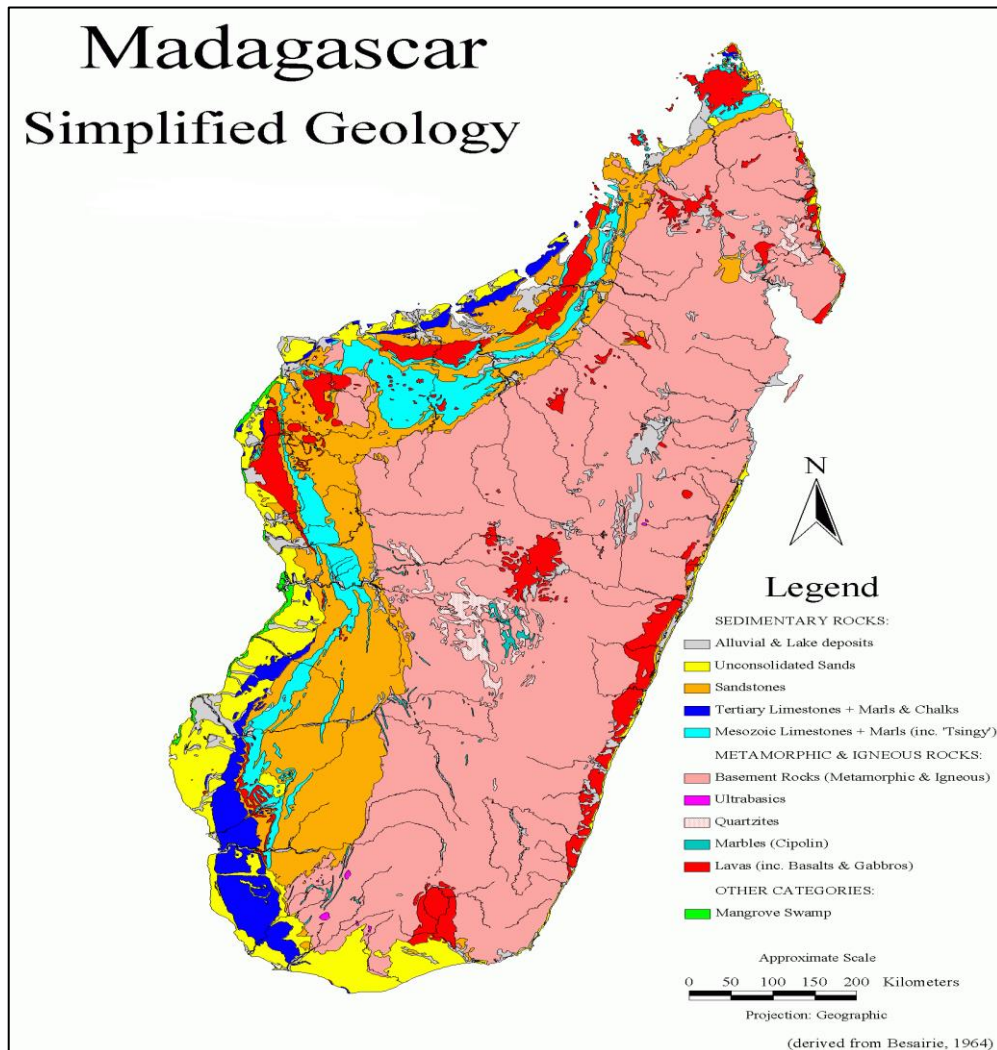 Madagascar
Simplified Geology
N
Legend
SEDIMENTARY ROCKS:
Alluvial & Lake deposits
Unconsolidated Sands
Sandstones
Tertiary Limestones + Marls & Chalks
Mesozoic Limestones + Marls (inc. 'Tsingy')
METAMORPHIC & IGNEOUS ROCKS:
Basement Rocks (Metamorphic & Igneous)
Ultrabasics
Quartzites
Marbles (Cipolin)
Lavas (inc. Basalts & Gabbros)
OTHER CATEGORIES:
Mangrove Swamp
Approximate Scale
0 50 100 150 200 Kilometers
Projection: Geographic
(derived from Besairie, 1964)